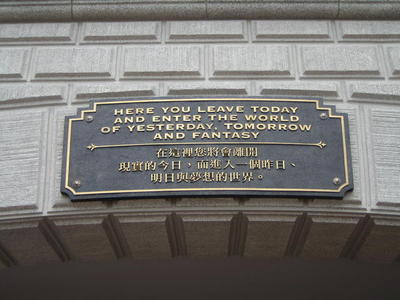 HERE YOU LEAVE TODAY
AND ENTER THE WORLD
OF YESTERDAY, TOMORROW
AND FANTASY
在這裡您將會離開
現實的今日、而進入一個昨日、
明日與夢想的世界。